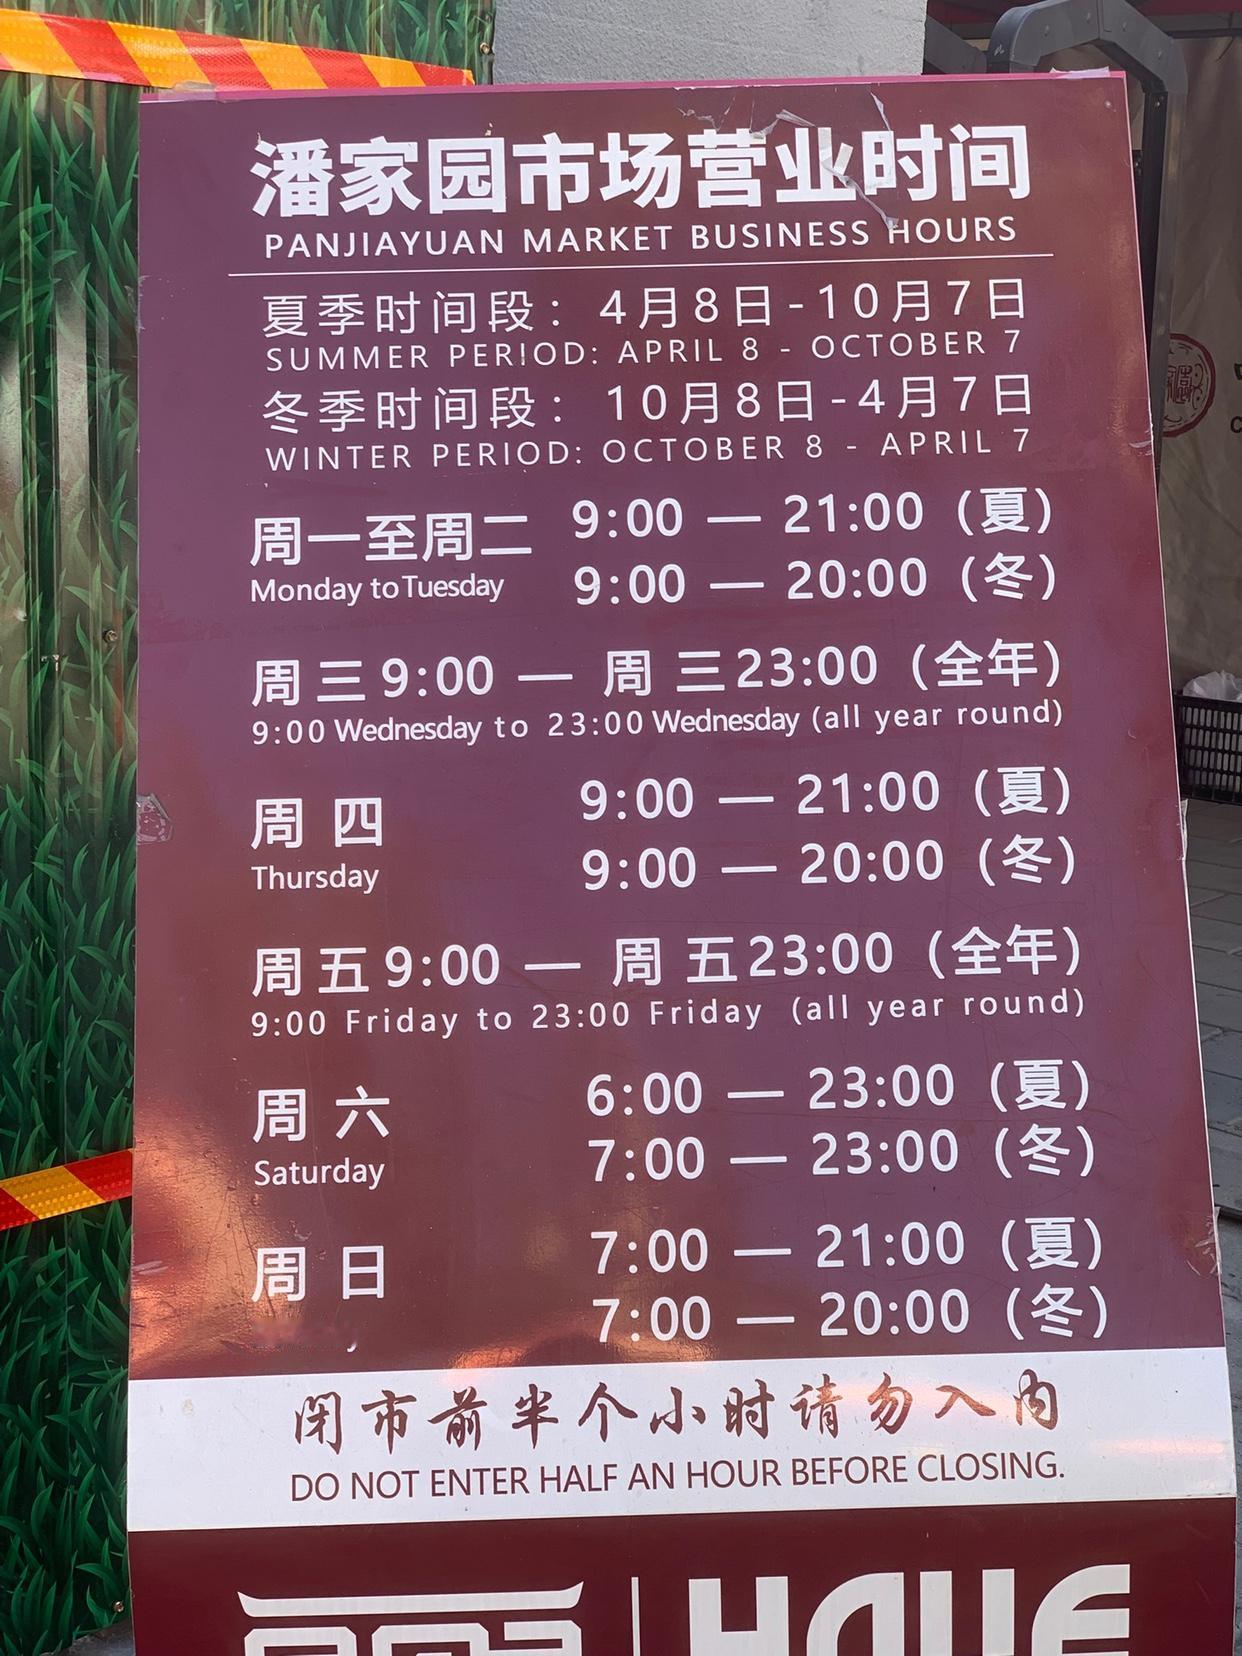 潘家园市场营业时间
PANJIAYUAN MARKET BUSINESS HOURS
夏季时间段：4月8日-10月7日
SUMMER PERIOD: APRIL 8 - OCTOBER 7
冬季时间段：10月8日-4月7日
WINTER PERIOD: OCTOBER 8 - APRIL 7
周一至周二 9:00 — 21:00（夏）
Monday to Tuesday 9:00 — 20:00（冬）
周三9:00 — 周三23:00（全年）
9:00 Wednesday to 23:00 Wednesday (all year round)
周四 9:00 — 21:00（夏）
Thursday 9:00 — 20:00（冬）
周五9:00 — 周五23:00（全年）
9:00 Friday to 23:00 Friday (all year round)
周六 6:00 — 23:00（夏）
Saturday 7:00 — 23:00（冬）
周日 7:00 — 21:00（夏）
7:00 — 20:00（冬）
闭市前半个小时请勿入内
DO NOT ENTER HALF AN HOUR BEFORE CLOSING.